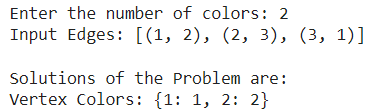 Enter the number of colors: 2
Input Edges: [(1, 2), (2, 3), (3, 1)]
Solutions of the Problem are:
Vertex Colors: {1: 1, 2: 2}